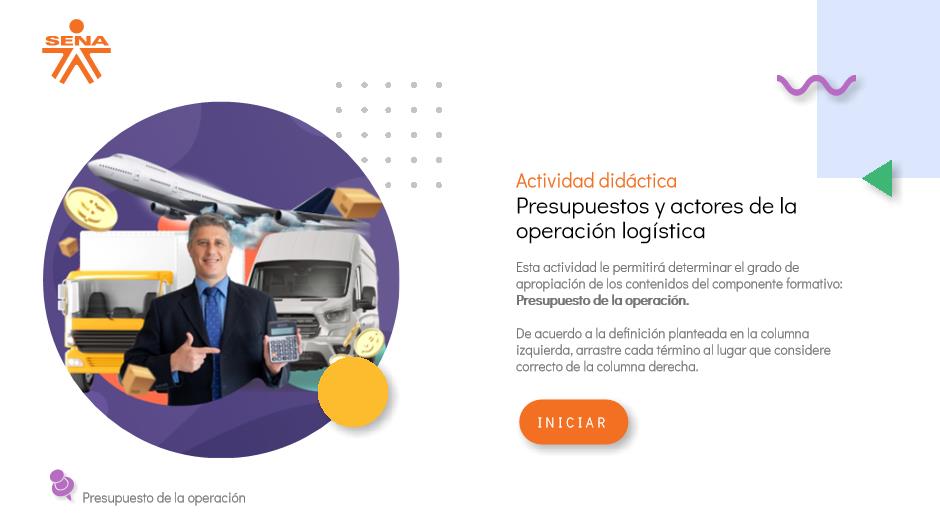 SENA
Actividad didáctica
Presupuestos y actores de la
operación logística
Esta actividad le permitirá determinar el grado de
apropiación de los contenidos del componente formativo:
Presupuesto de la operación.
De acuerdo a la definición planteada en la columna
izquierda, arrastre cada término al lugar que considere
correcto de la columna derecha.
INICIAR
Presupuesto de la operación